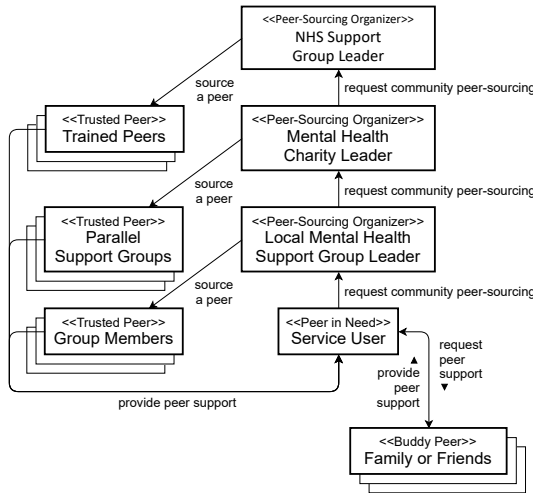 <<Peer-Sourcing Organizer>>
NHS Support
Group Leader
source
a peer
request community peer-sourcing
<<Trusted Peer>>
Trained Peers
<<Peer-Sourcing Organizer>>
Mental Health
Charity Leader
source
a peer
request community peer-sourcing
<<Trusted Peer>>
Parallel
Support Groups
<<Peer-Sourcing Organizer>>
Local Mental Health
Support Group Leader
source
a peer
request community peer-sourcing
<<Trusted Peer>>
Group Members
<<Peer in Need>>
Service User
provide peer support
provide
peer
support
request
peer
support
<<Buddy Peer>>
Family or Friends